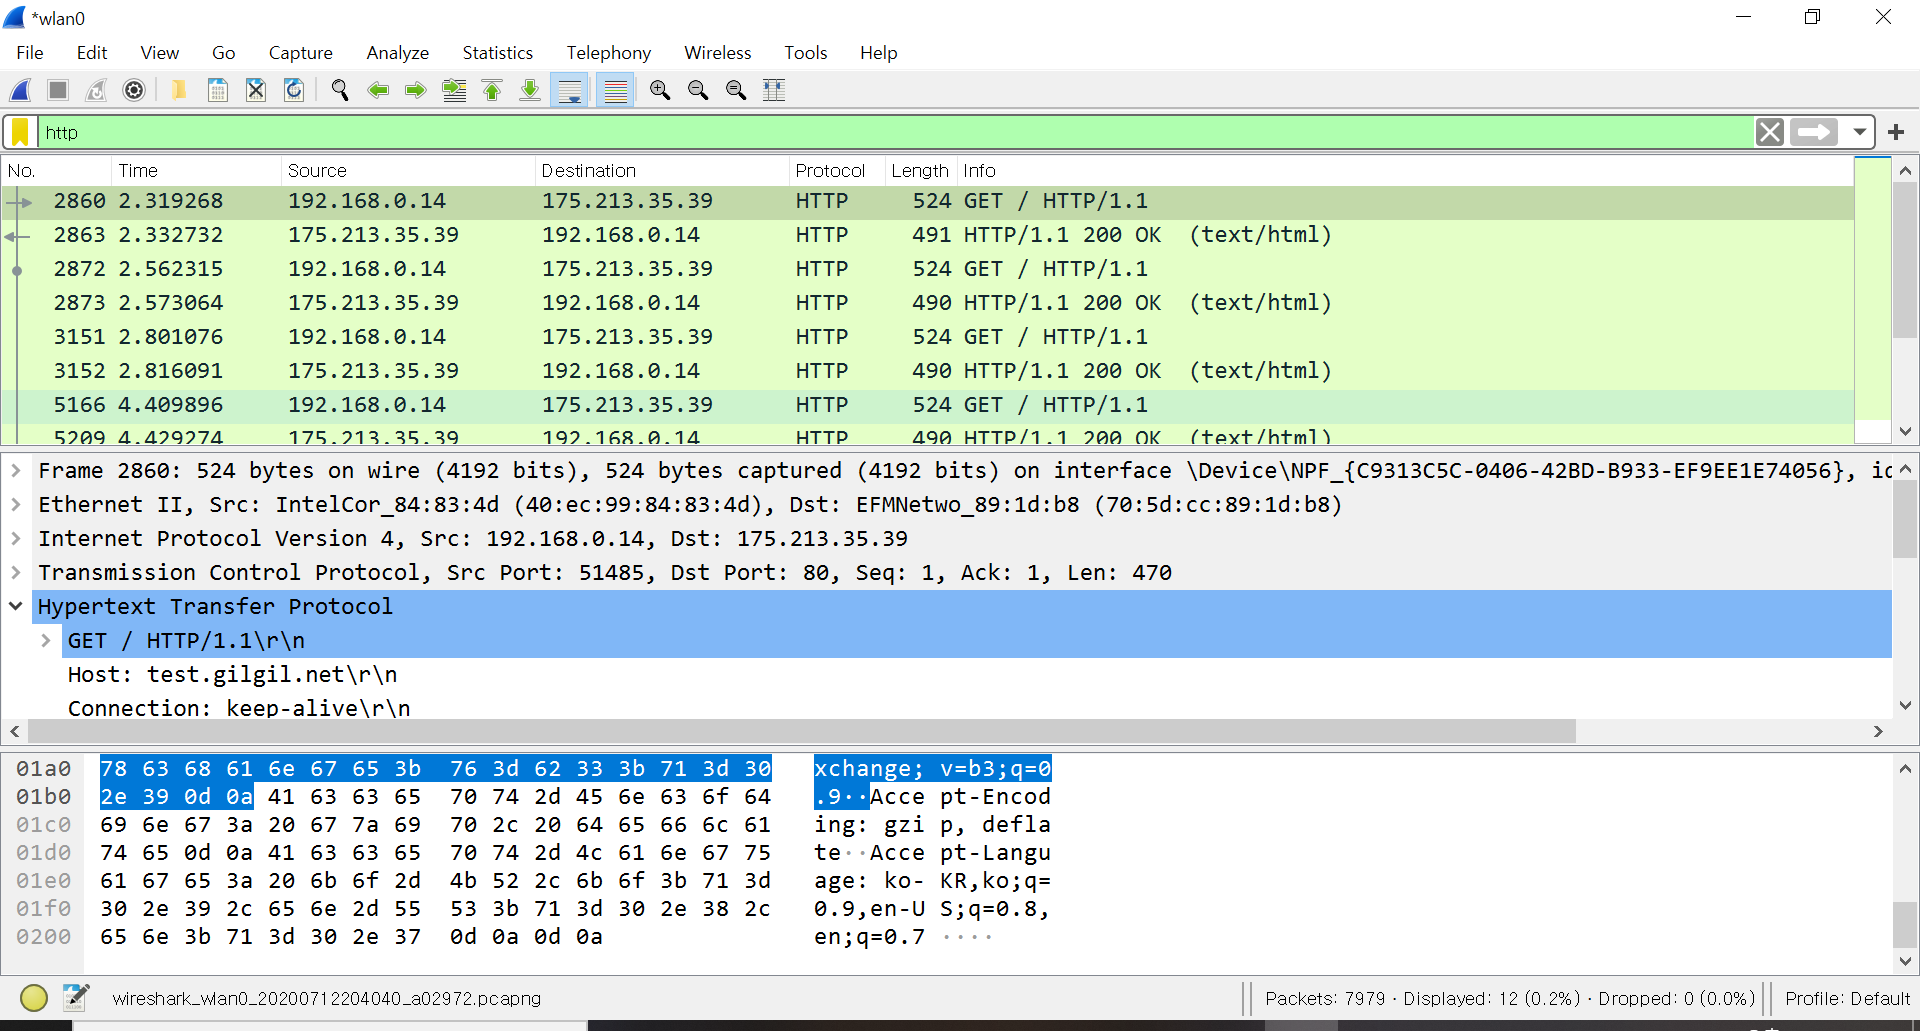 *wlan0
File Edit View Go Capture Analyze Statistics Telephony Wireless Tools Help
http
No. Time Source Destination Protocol Length Info
2860 2.319268 192.168.0.14 175.213.35.39 HTTP 524 GET / HTTP/1.1
2863 2.332732 175.213.35.39 192.168.0.14 HTTP 491 HTTP/1.1 200 OK (text/html)
2872 2.562315 192.168.0.14 175.213.35.39 HTTP 524 GET / HTTP/1.1
2873 2.573064 175.213.35.39 192.168.0.14 HTTP 490 HTTP/1.1 200 OK (text/html)
3151 2.801076 192.168.0.14 175.213.35.39 HTTP 524 GET / HTTP/1.1
3152 2.816091 175.213.35.39 192.168.0.14 HTTP 490 HTTP/1.1 200 OK (text/html)
5166 4.409896 192.168.0.14 175.213.35.39 HTTP 524 GET / HTTP/1.1
5209 4.429274 175.213.35.39 192.168.0.14 HTTP 490 HTTP/1.1 200 OK (text/html)
Frame 2860: 524 bytes on wire (4192 bits), 524 bytes captured (4192 bits) on interface \Device\NPF_{C9313C5C-0406-42BD-B933-EF9EE1E74056}, id
Ethernet II, Src: IntelCor_84:83:4d (40:ec:99:84:83:4d), Dst: EFMNetwo_89:1d:b8 (70:5d:cc:89:1d:b8)
Internet Protocol Version 4, Src: 192.168.0.14, Dst: 175.213.35.39
Transmission Control Protocol, Src Port: 51485, Dst Port: 80, Seq: 1, Ack: 1, Len: 470
Hypertext Transfer Protocol
GET / HTTP/1.1\r\n
Host: test.gilgil.net\r\n
Connection: keep-alive\r\n
01a0 78 63 68 61 6e 67 65 3b 76 3d 62 33 3b 71 3d 30 xchange; v=b3;q=0
01b0 2e 39 0d 0a 41 63 63 65 70 74 2d 45 6e 63 6f 64 .9··Acce pt-Encod
01c0 69 6e 67 3a 20 67 7a 69 70 2c 20 64 65 66 6c 61 ing: gzi p, defla
01d0 74 65 0d 0a 41 63 63 65 70 74 2d 4c 61 6e 67 75 te··Acce pt-Langu
01e0 61 67 65 3a 20 6b 6f 2d 4b 52 2c 6b 6f 3b 71 3d age: ko- KR,ko;q=
01f0 30 2e 39 2c 65 6e 2d 55 53 3b 71 3d 30 2e 38 2c 0.9,en-U S;q=0.8,
0200 65 6e 3b 71 3d 30 2e 37 0d 0a 0d 0a en;q=0.7 ····
wireshark_wlan0_20200712204040_a02972.pcapng Packets: 7979 · Displayed: 12 (0.2%) · Dropped: 0 (0.0%) Profile: Default